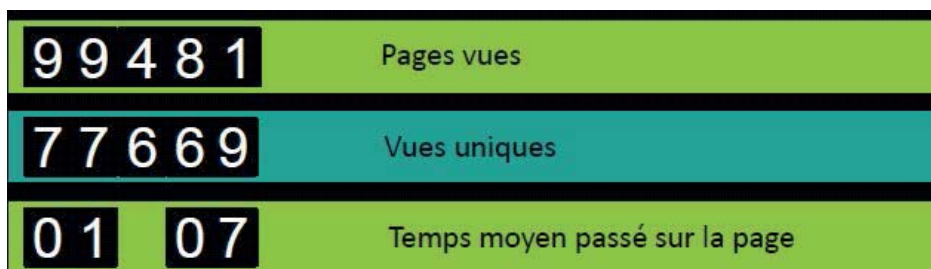 99481 Pages vues
77669 Vues uniques
01 07 Temps moyen passé sur la page